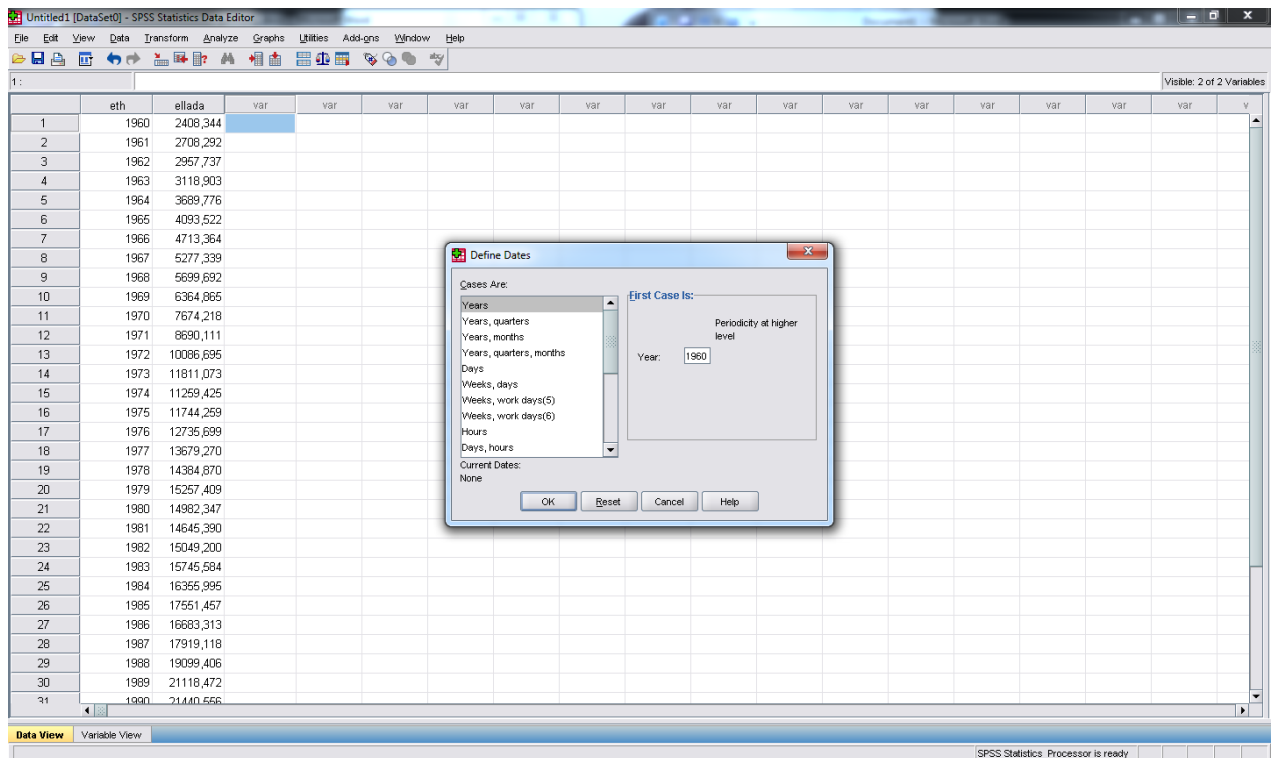 Untitled1 [DataSet0] - SPSS Statistics Data Editor
File Edit View Data Transform Analyze Graphs Utilities Add-ons Window Help
1 :
Visible: 2 of 2 Variables
eth ellada var var var var var var var var var var var var var var var v
1 1960 2408,344
2 1961 2708,292
3 1962 2957,737
4 1963 3118,903
5 1964 3689,776
6 1965 4093,522
7 1966 4713,364
8 1967 5277,339
9 1968 5699,692
10 1969 6364,865
11 1970 7674,218
12 1971 8690,111
13 1972 10086,695
14 1973 11811,073
15 1974 11259,425
16 1975 11744,259
17 1976 12735,699
18 1977 13679,270
19 1978 14384,870
20 1979 15257,409
21 1980 14982,347
22 1981 14645,390
23 1982 15049,200
24 1983 15745,584
25 1984 16355,995
26 1985 17551,457
27 1986 16683,313
28 1987 17919,118
29 1988 19099,406
30 1989 21118,472
31 1990 21440,556
Define Dates
Cases Are:
Years
Years, quarters
Years, months
Years, quarters, months
Days
Weeks, days
Weeks, work days(5)
Weeks, work days(6)
Hours
Days, hours
Current Dates:
None
First Case Is:
Periodicity at higher
level
Year: 1960
OK Reset Cancel Help
Data View Variable View
SPSS Statistics Processor is ready